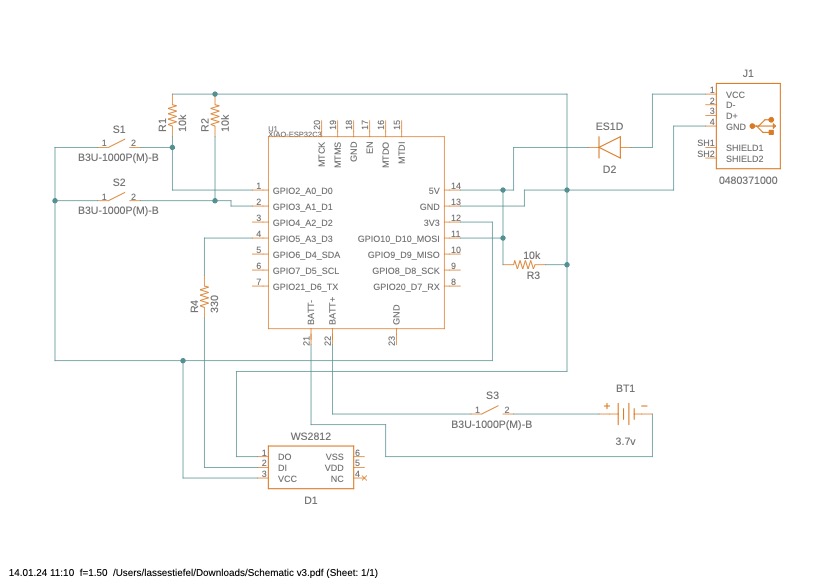 J1
VCC
D-
D+
GND
SHIELD1
SHIELD2
1
2
3
4
SH1
SH2
0480371000
ES1D
D2
R1
10k
R2
10k
S1
1 2
B3U-1000P(M)-B
S2
1 2
B3U-1000P(M)-B
U1
XIAO-ESP32C3
20 19 18 17 16 15
MTCK MTMS GND EN MTDO MTDI
1 GPIO2_A0_D0 5V 14
2 GPIO3_A1_D1 GND 13
3 GPIO4_A2_D2 3V3 12
4 GPIO5_A3_D3 GPIO10_D10_MOSI 11
5 GPIO6_D4_SDA GPIO9_D9_MISO 10
6 GPIO7_D5_SCL GPIO8_D8_SCK 9
7 GPIO21_D6_TX GPIO20_D7_RX 8
BATT- BATT+ GND
21 22 23
10k
R3
R4
330
S3
1 2
B3U-1000P(M)-B
BT1
+ −
3.7v
WS2812
1 DO VSS 6
2 DI VDD 5
3 VCC NC 4
D1
14.01.24 11:10 f=1.50 /Users/lassestiefel/Downloads/Schematic v3.pdf (Sheet: 1/1)